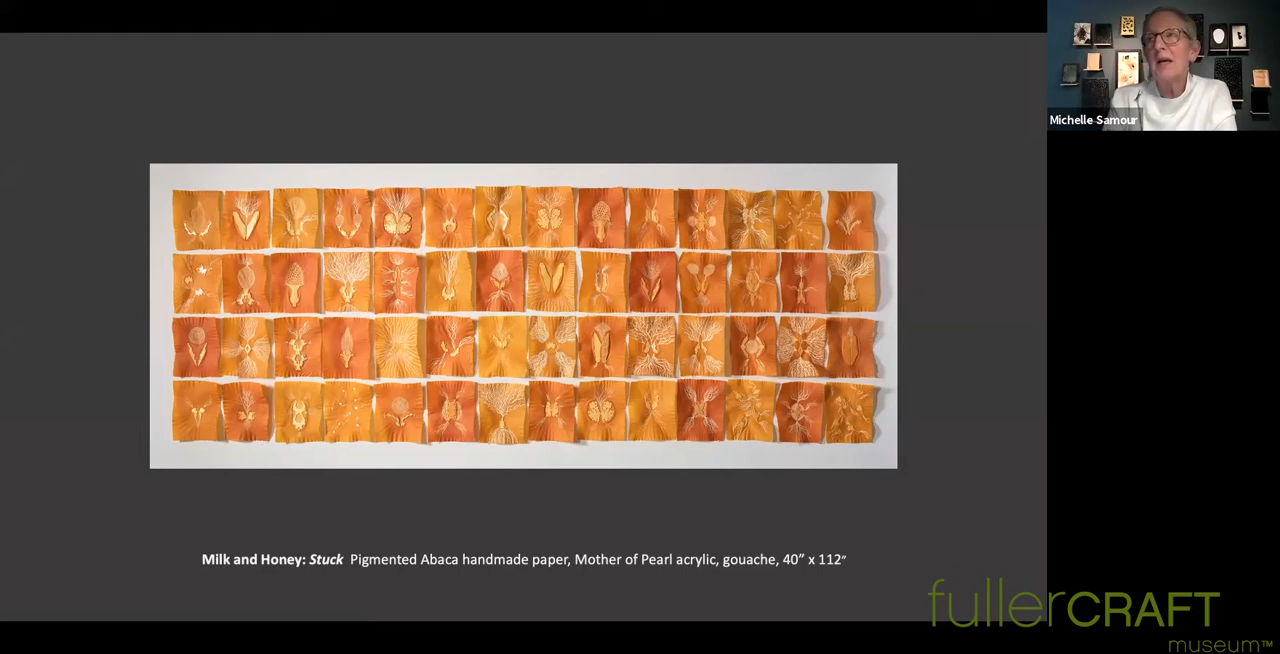 Michelle Samour
Milk and Honey: Stuck Pigmented Abaca handmade paper, Mother of Pearl acrylic, gouache, 40” x 112”
fullerCRAFT
museum™